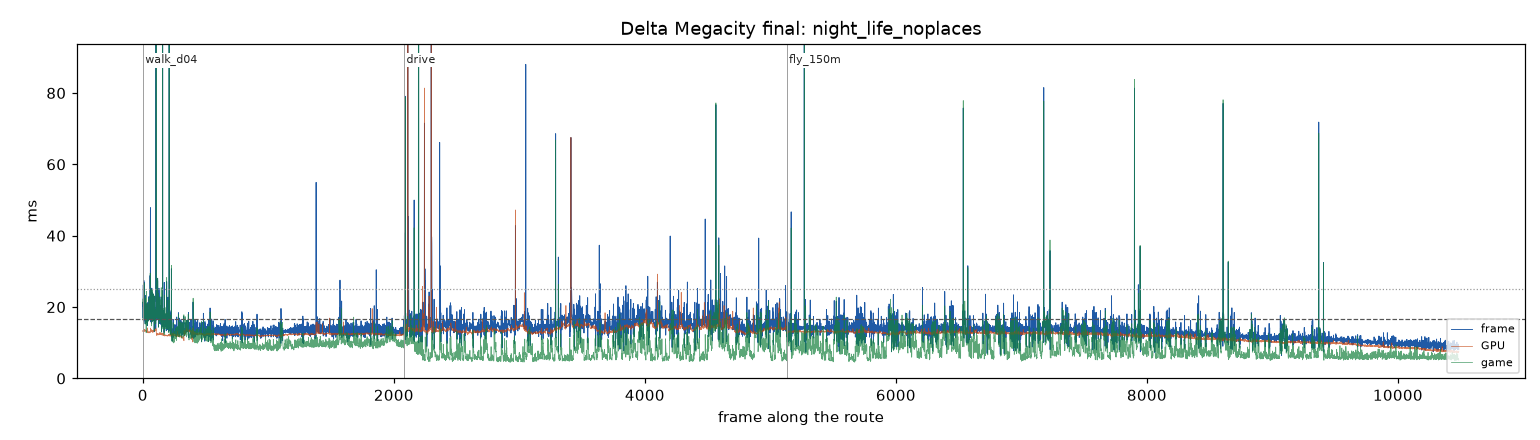 Delta Megacity final: night_life_noplaces
walk_d04
drive
fly_150m
ms
80
60
40
20
0
0
2000
4000
6000
8000
10000
frame along the route
frame
GPU
game